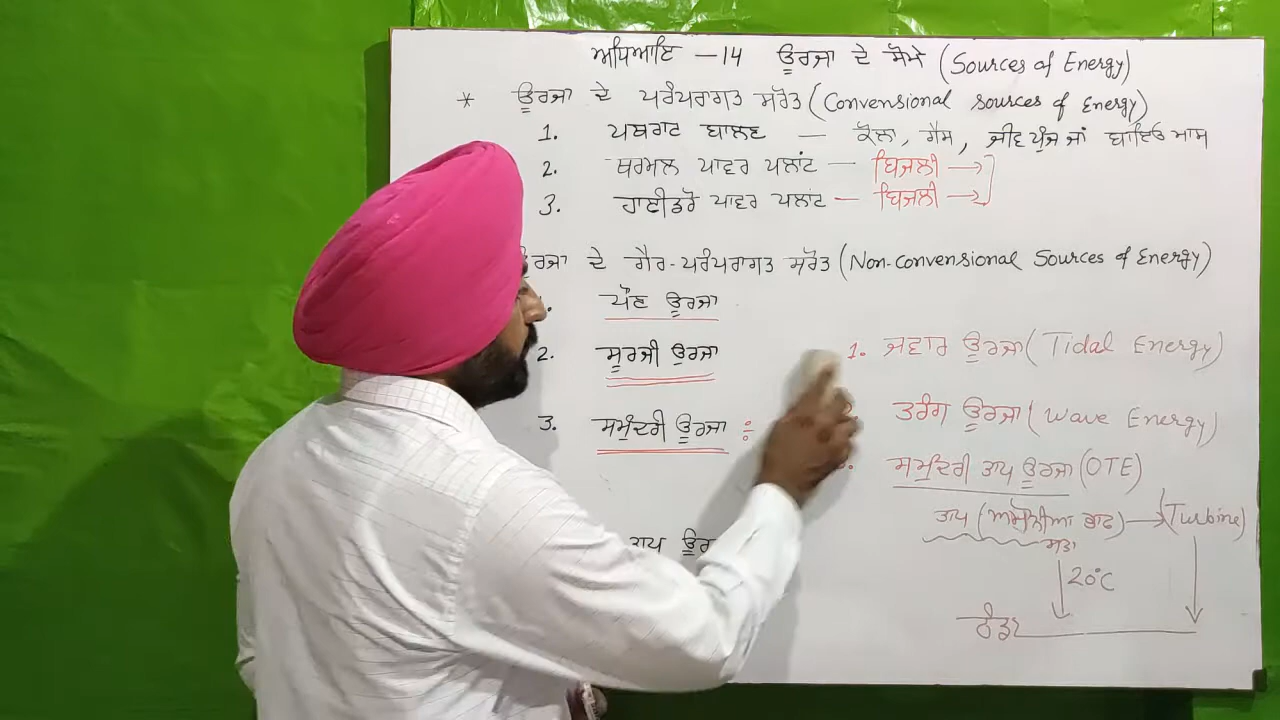 ਅਧਿਆਇ - 14 ਊਰਜਾ ਦੇ ਸੋਮੇ (Sources of Energy)
* ਊਰਜਾ ਦੇ ਪਰੰਪਰਾਗਤ ਸਰੋਤ (Convensional sources of Energy)
1. ਪਥਰਾਟ ਬਾਲਣ — ਕੋਲਾ, ਗੈਸ, ਜੀਵ ਪੁੰਜ ਜਾਂ ਬਾਇਓ ਮਾਸ
2. ਥਰਮਲ ਪਾਵਰ ਪਲਾਂਟ — ਬਿਜਲੀ →
3. ਹਾਈਡਰੋ ਪਾਵਰ ਪਲਾਂਟ — ਬਿਜਲੀ →
ਊਰਜਾ ਦੇ ਗੈਰ-ਪਰੰਪਰਾਗਤ ਸਰੋਤ (Non-convensional Sources of Energy)
ਪੌਣ ਊਰਜਾ
2. ਸੂਰਜੀ ਊਰਜਾ
3. ਸਮੁੰਦਰੀ ਊਰਜਾ :
ਤਾਪ
1. ਜਵਾਰ ਊਰਜਾ (Tidal Energy)
ਤਰੰਗ ਊਰਜਾ (Wave Energy)
ਸਮੁੰਦਰੀ ਤਾਪ ਊਰਜਾ (OTE)
ਤਾਪ (ਅਮੋਨੀਆ ਭਾਫ) → (Turbine)
ਸਤਾ
20°C